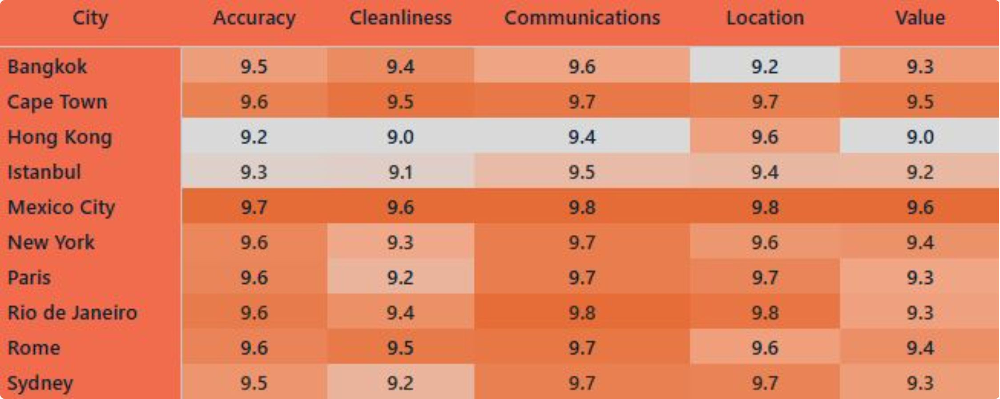 City Accuracy Cleanliness Communications Location Value
Bangkok 9.5 9.4 9.6 9.2 9.3
Cape Town 9.6 9.5 9.7 9.7 9.5
Hong Kong 9.2 9.0 9.4 9.6 9.0
Istanbul 9.3 9.1 9.5 9.4 9.2
Mexico City 9.7 9.6 9.8 9.8 9.6
New York 9.6 9.3 9.7 9.6 9.4
Paris 9.6 9.2 9.7 9.7 9.3
Rio de Janeiro 9.6 9.4 9.8 9.8 9.3
Rome 9.6 9.5 9.7 9.6 9.4
Sydney 9.5 9.2 9.7 9.7 9.3